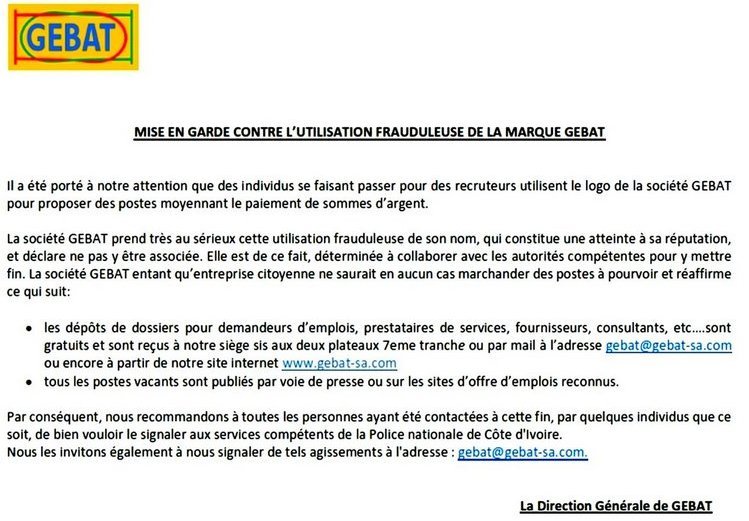 GEBAT
MISE EN GARDE CONTRE L'UTILISATION FRAUDULEUSE DE LA MARQUE GEBAT
Il a été porté à notre attention que des individus se faisant passer pour des recruteurs utilisent le logo de la société GEBAT
pour proposer des postes moyennant le paiement de sommes d'argent.
La société GEBAT prend très au sérieux cette utilisation frauduleuse de son nom, qui constitue une atteinte à sa réputation,
et déclare ne pas y être associée. Elle est de ce fait, déterminée à collaborer avec les autorités compétentes pour y mettre
fin. La société GEBAT entant qu'entreprise citoyenne ne saurait en aucun cas marchander des postes à pourvoir et réaffirme
ce qui suit:
• les dépôts de dossiers pour demandeurs d'emplois, prestataires de services, fournisseurs, consultants, etc....sont
gratuits et sont reçus à notre siège sis aux deux plateaux 7eme tranche ou par mail à l'adresse gebat@gebat-sa.com
ou encore à partir de notre site internet www.gebat-sa.com
• tous les postes vacants sont publiés par voie de presse ou sur les sites d'offre d'emplois reconnus.
Par conséquent, nous recommandons à toutes les personnes ayant été contactées à cette fin, par quelques individus que ce
soit, de bien vouloir le signaler aux services compétents de la Police nationale de Côte d'Ivoire.
Nous les invitons également à nous signaler de tels agissements à l'adresse : gebat@gebat-sa.com.
La Direction Générale de GEBAT